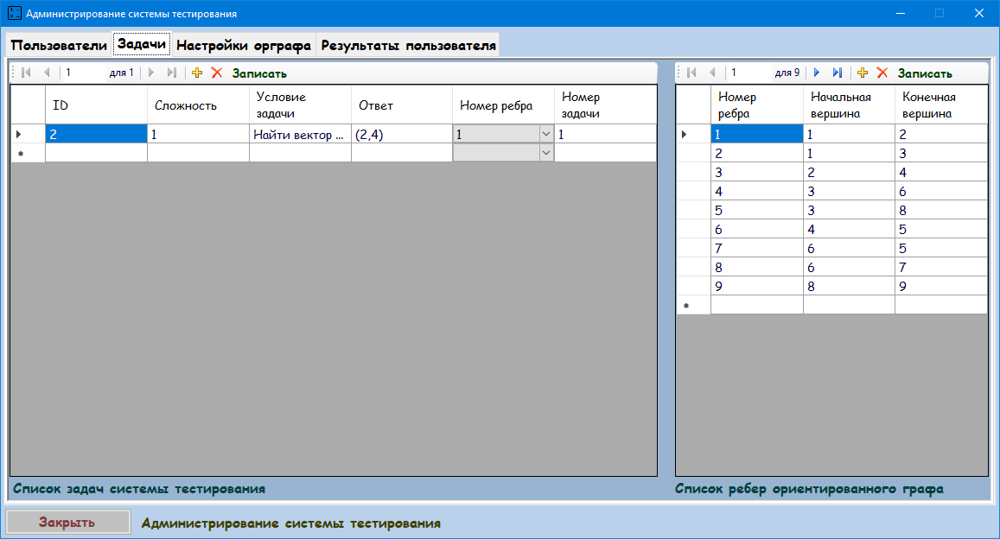 Администрирование системы тестирования
Пользователи Задачи Настройки орграфа Результаты пользователя
1 для 1 Записать
ID Сложность Условие задачи Ответ Номер ребра Номер задачи
2 1 Найти вектор ... (2,4) 1 1
Список задач системы тестирования
1 для 9 Записать
Номер ребра Начальная вершина Конечная вершина
1 1 2
2 1 3
3 2 4
4 3 6
5 3 8
6 4 5
7 6 5
8 6 7
9 8 9
Список ребер ориентированного графа
Закрыть Администрирование системы тестирования